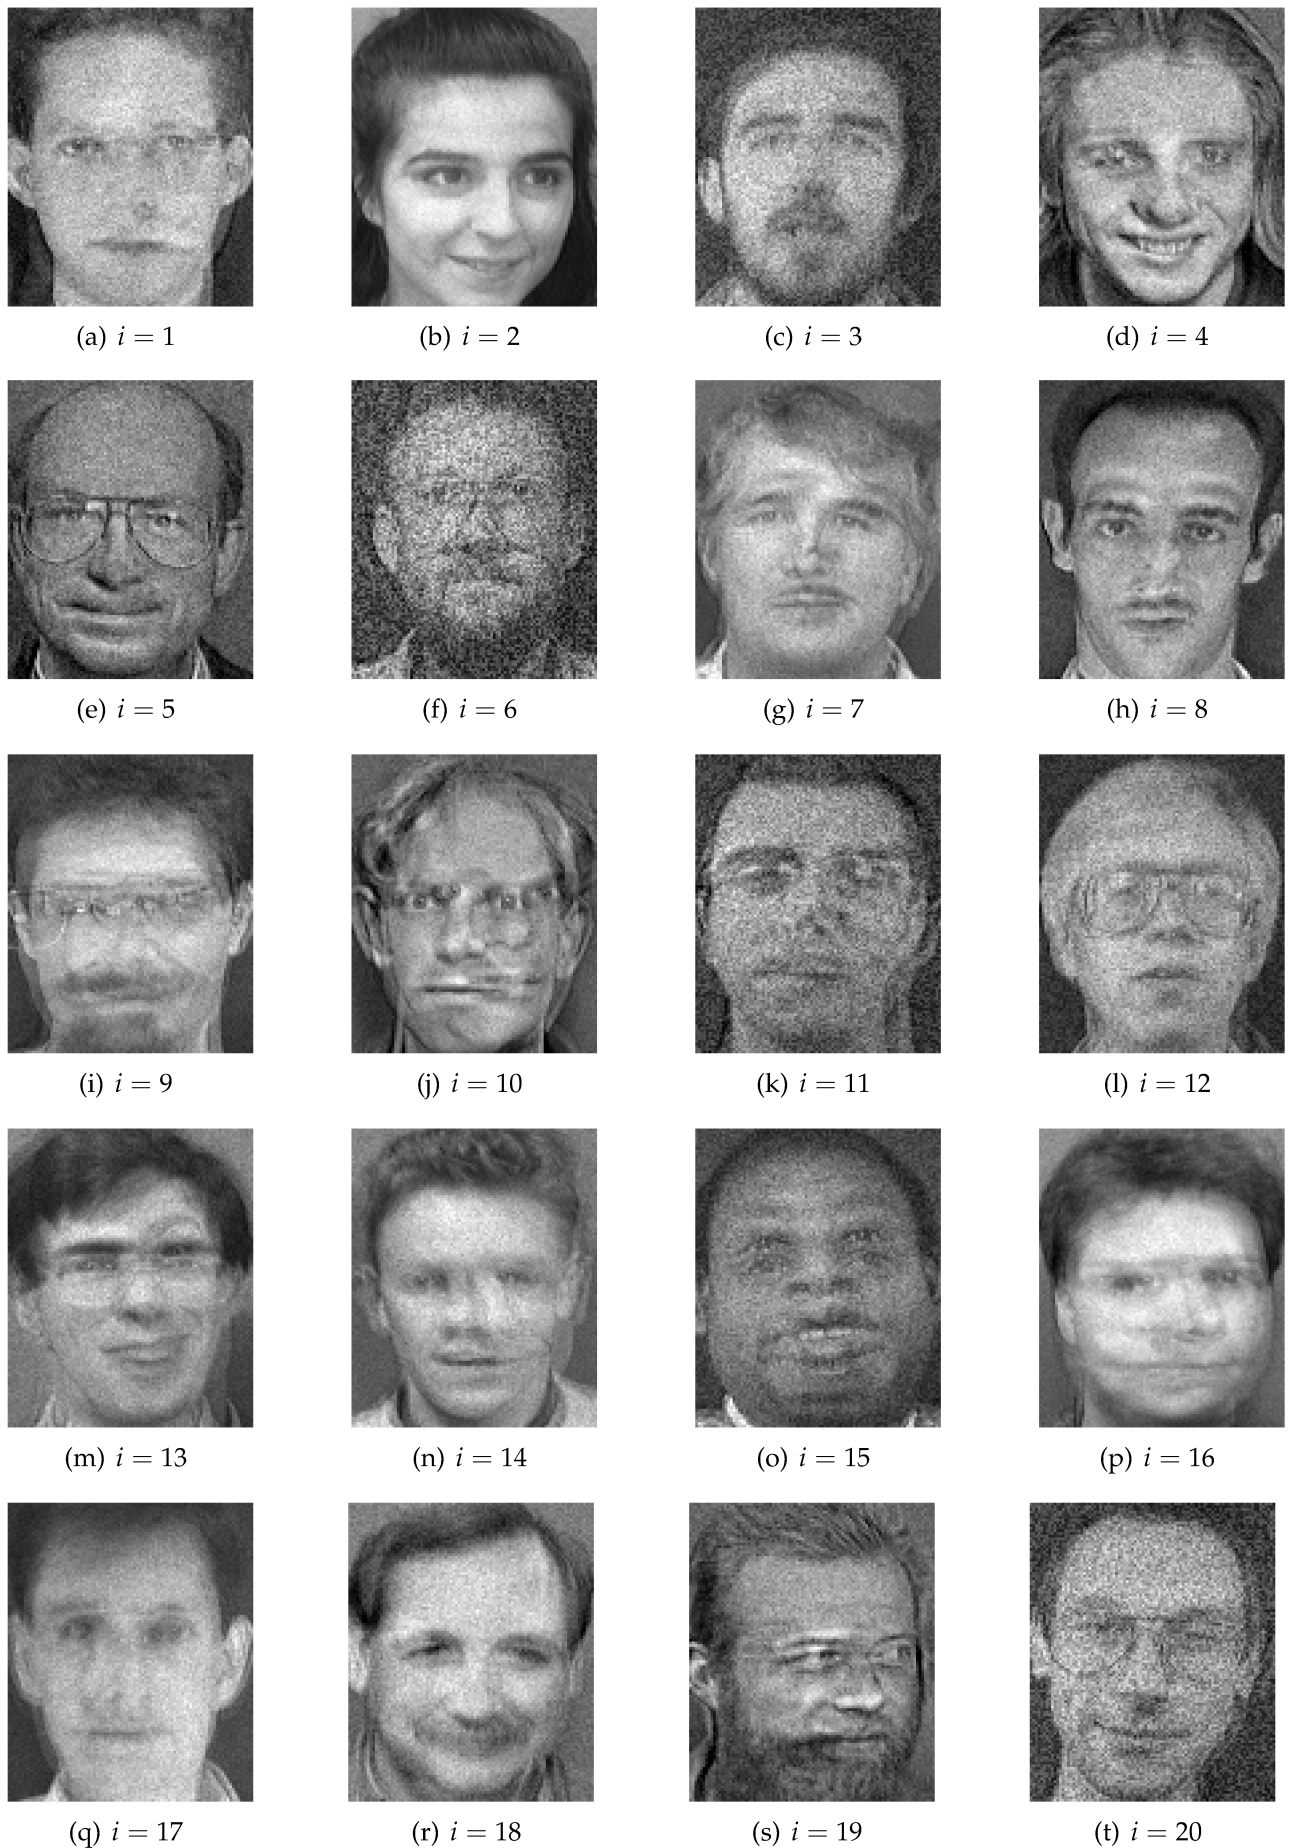 (a) i = 1
(b) i = 2
(c) i = 3
(d) i = 4
(e) i = 5
(f) i = 6
(g) i = 7
(h) i = 8
(i) i = 9
(j) i = 10
(k) i = 11
(l) i = 12
(m) i = 13
(n) i = 14
(o) i = 15
(p) i = 16
(q) i = 17
(r) i = 18
(s) i = 19
(t) i = 20